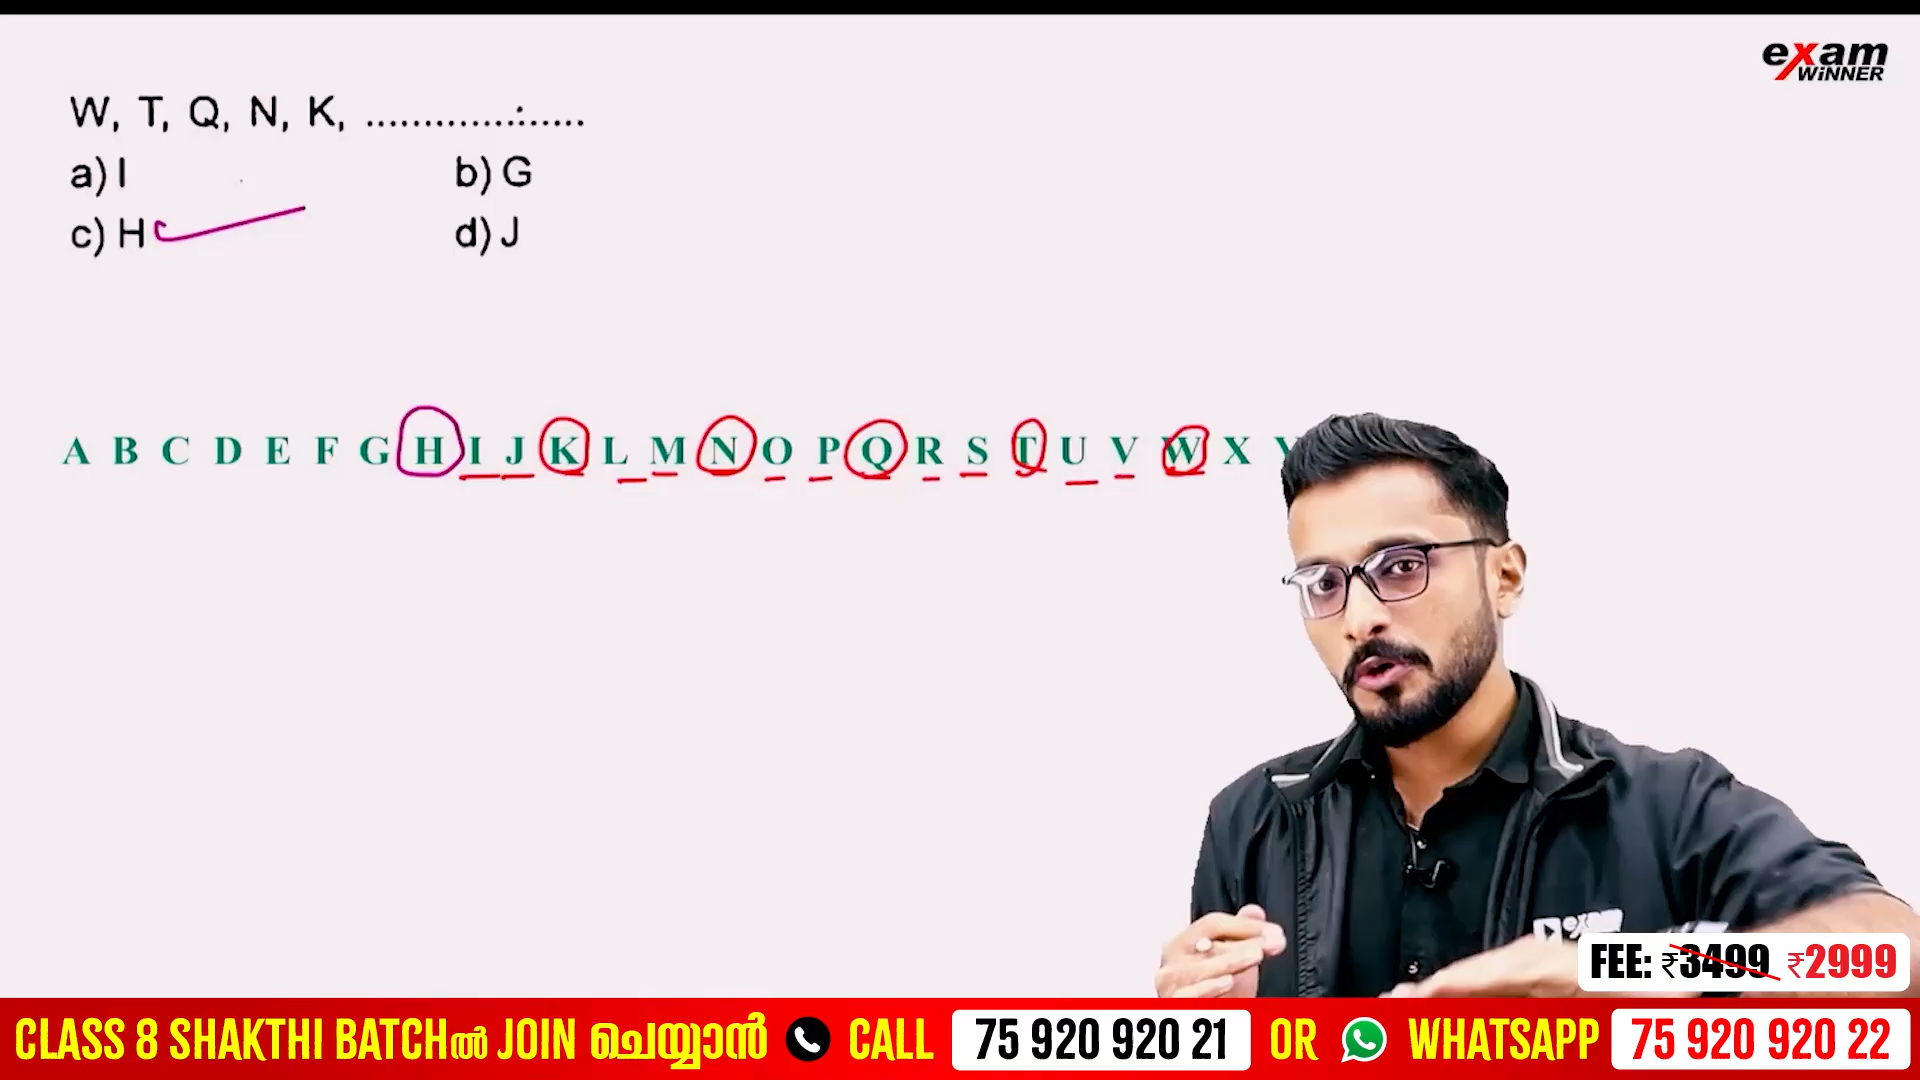 exam
WiNNER
W, T, Q, N, K, ....................
a) I b) G
c) H d) J
A B C D E F G H I J K L M N O P Q R S T U V W X Y
exam
FEE: ₹3499 ₹2999
CLASS 8 SHAKTHI BATCHൽ JOIN ചെയ്യാൻ CALL 75 920 920 21 OR WHATSAPP 75 920 920 22